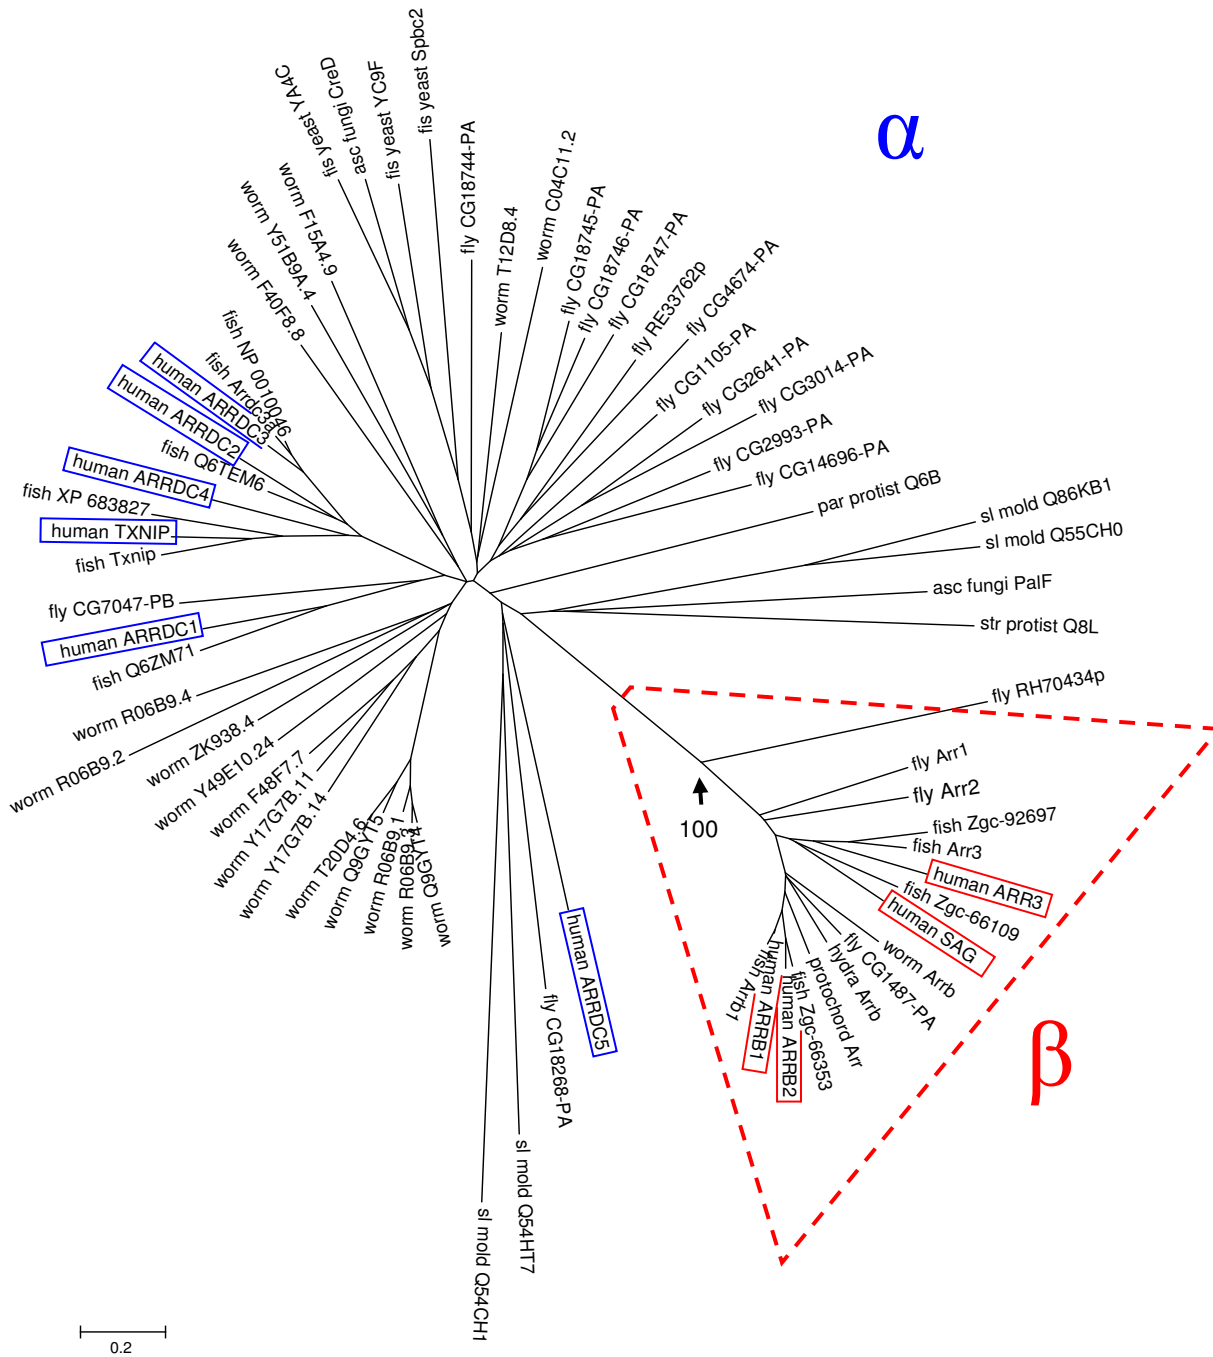 fis yeast Spbc2
fis yeast YC9F
asc fungi CreD
fis yeast YA4C
worm F15A4.9
worm Y51B9A.4
worm F40F8.8
fly CG18744-PA
worm T12D8.4
worm C04C11.2
fly CG18745-PA
fly CG18746-PA
fly CG18747-PA
fly RE33762p
fly CG4674-PA
fly CG1105-PA
fly CG2641-PA
fly CG3014-PA
fly CG2993-PA
fly CG14696-PA
α
par protist Q6B
sl mold Q86KB1
sl mold Q55CH0
asc fungi PalF
str protist Q8L
fish NP 0010046
fish Arrdc3a
human ARRDC3
human ARRDC2
fish Q6TEM6
human ARRDC4
fish XP 683827
human TXNIP
fish Txnip
fly CG7047-PB
human ARRDC1
fish Q6ZM71
worm R06B9.4
worm R06B9.2
worm ZK938.4
worm Y49E10.24
worm F48F7.7
worm Y17G7B.11
worm Y17G7B.14
worm T20D4.6
worm Q9GYT5
worm R06B9.1
worm R06B9.3
worm Q9GYT4
fly RH70434p
100
fly Arr1
fly Arr2
fish Zgc-92697
fish Arr3
human ARR3
fish Zgc-66109
human SAG
worm Arrb
fly CG1487-PA
hydra Arrb
protochord Arr
fish Zgc-66353
human ARRB2
human ARRB1
fish Arrb1
β
human ARRDC5
fly CG18268-PA
sl mold Q54HT7
sl mold Q54CH1
0.2